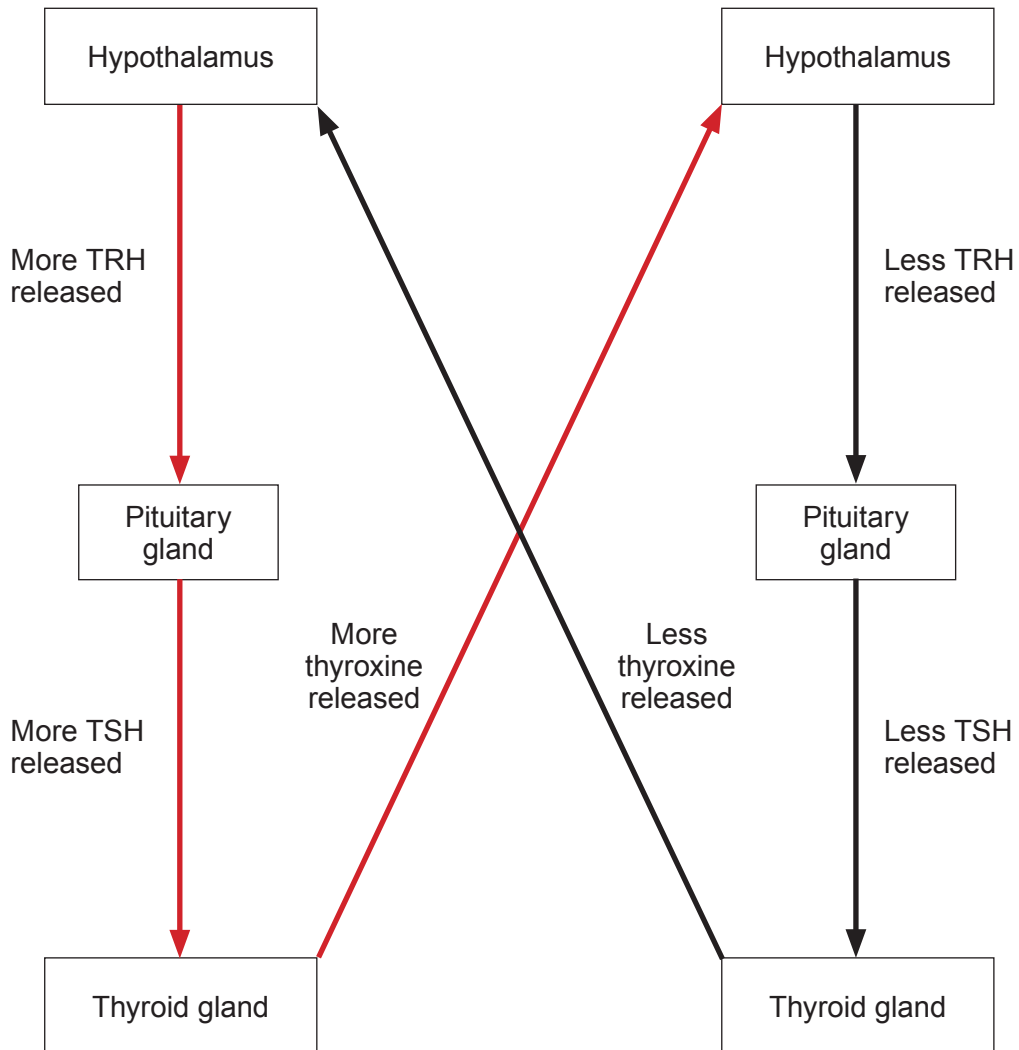 Hypothalamus
Hypothalamus
More TRH
released
Less TRH
released
Pituitary
gland
Pituitary
gland
More
thyroxine
released
Less
thyroxine
released
More TSH
released
Less TSH
released
Thyroid gland
Thyroid gland